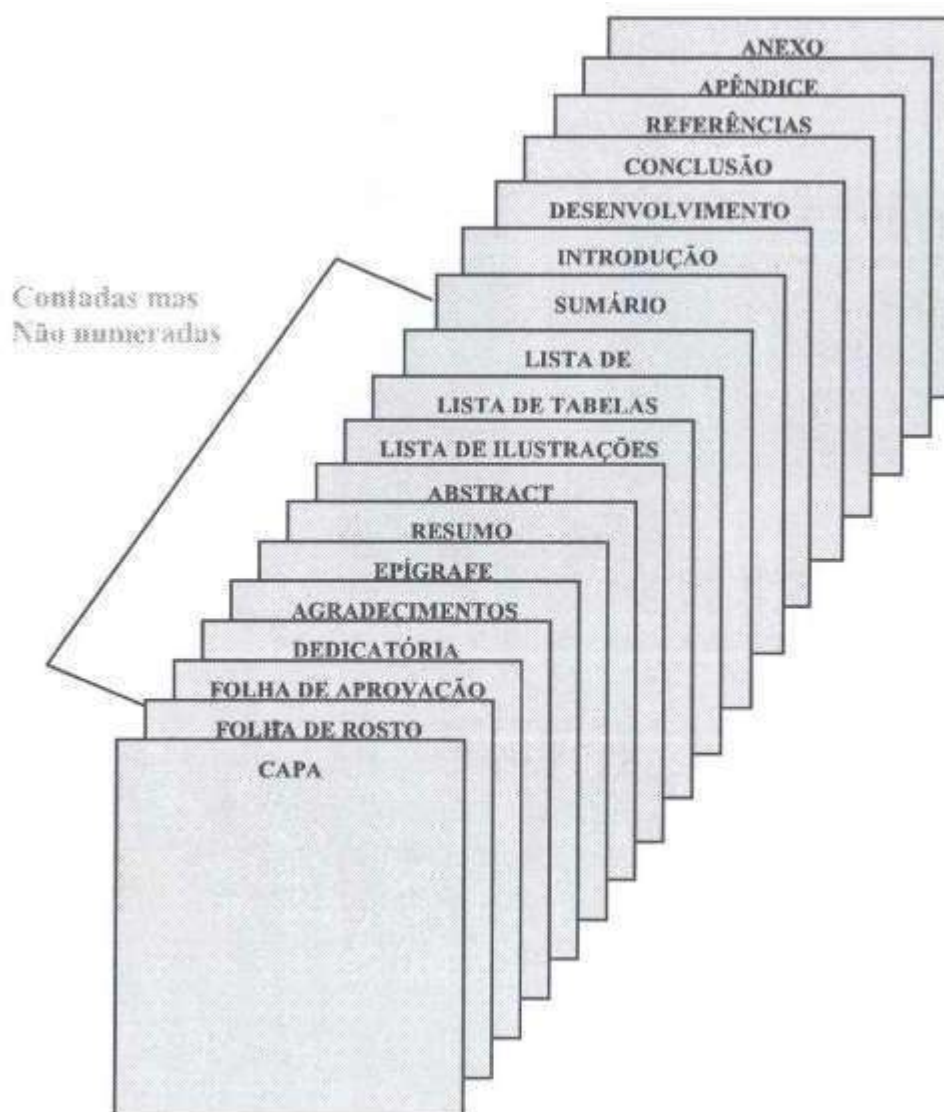 ANEXO
APÊNDICE
REFERÊNCIAS
CONCLUSÃO
DESENVOLVIMENTO
INTRODUÇÃO
Contadas mas
Não numeradas
SUMÁRIO
LISTA DE
LISTA DE TABELAS
LISTA DE ILUSTRAÇÕES
ABSTRACT
RESUMO
EPÍGRAFE
AGRADECIMENTOS
DEDICATÓRIA
FOLHA DE APROVAÇÃO
FOLHA DE ROSTO
CAPA